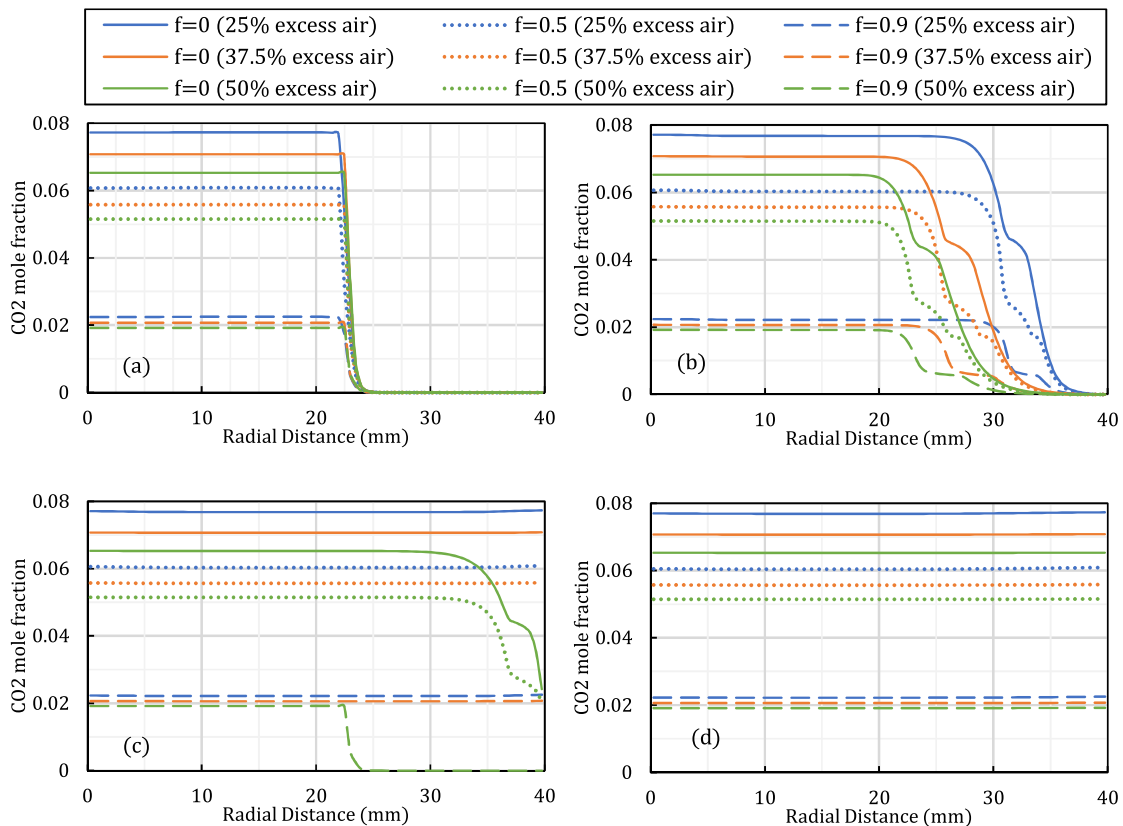 f=0 (25% excess air) f=0.5 (25% excess air) f=0.9 (25% excess air)
f=0 (37.5% excess air) f=0.5 (37.5% excess air) f=0.9 (37.5% excess air)
f=0 (50% excess air) f=0.5 (50% excess air) f=0.9 (50% excess air)
CO2 mole fraction
0.08
0.06
0.04
0.02
0
(a)
0 10 20 30 40
Radial Distance (mm)
CO2 mole fraction
0.08
0.06
0.04
0.02
0
(b)
0 10 20 30 40
Radial Distance (mm)
CO2 mole fraction
0.08
0.06
0.04
0.02
0
(c)
0 10 20 30 40
Radial Distance (mm)
CO2 mole fraction
0.08
0.06
0.04
0.02
0
(d)
0 10 20 30 40
Radial Distance (mm)